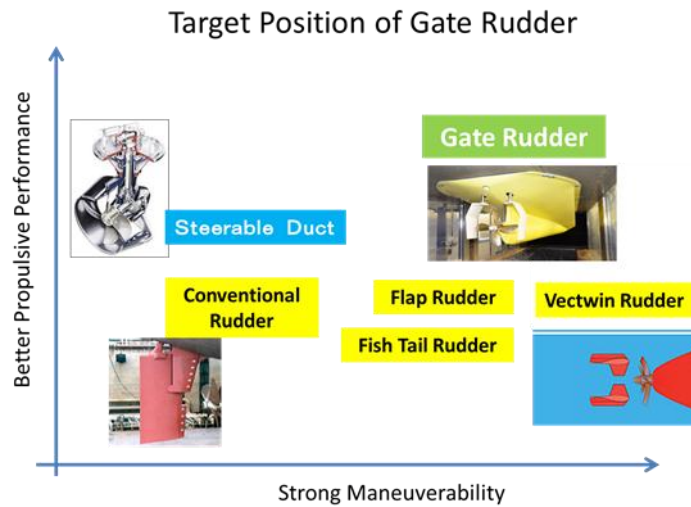 Target Position of Gate Rudder
Better Propulsive Performance
Gate Rudder
Steerable Duct
Conventional
Rudder
Flap Rudder
Vectwin Rudder
Fish Tail Rudder
Strong Maneuverability